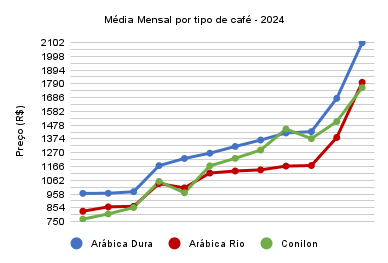 Média Mensal por tipo de café - 2024
Preço (R$)
2102
1998
1894
1790
1686
1582
1478
1374
1270
1166
1062
958
854
750
Arábica Dura
Arábica Rio
Conilon